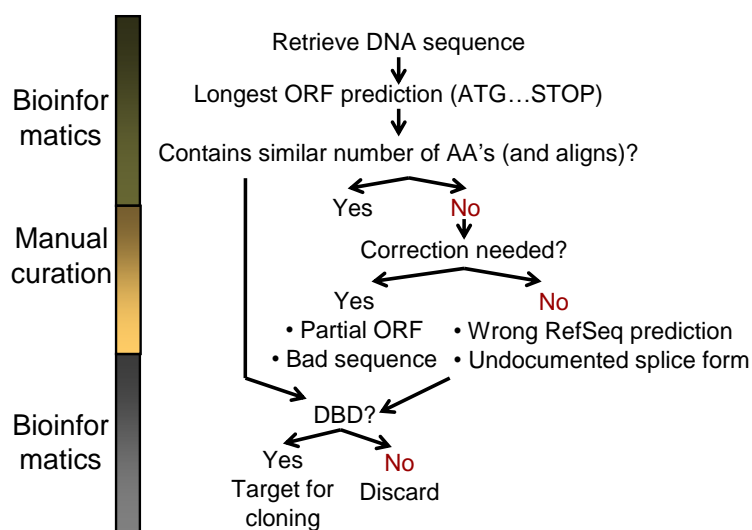 Retrieve DNA sequence
Bioinfor
matics
Longest ORF prediction (ATG…STOP)
Contains similar number of AA's (and aligns)?
Yes
No
Manual
curation
Correction needed?
Yes
No
• Partial ORF
• Wrong RefSeq prediction
• Bad sequence
• Undocumented splice form
Bioinfor
matics
DBD?
Yes
No
Target for
cloning
Discard